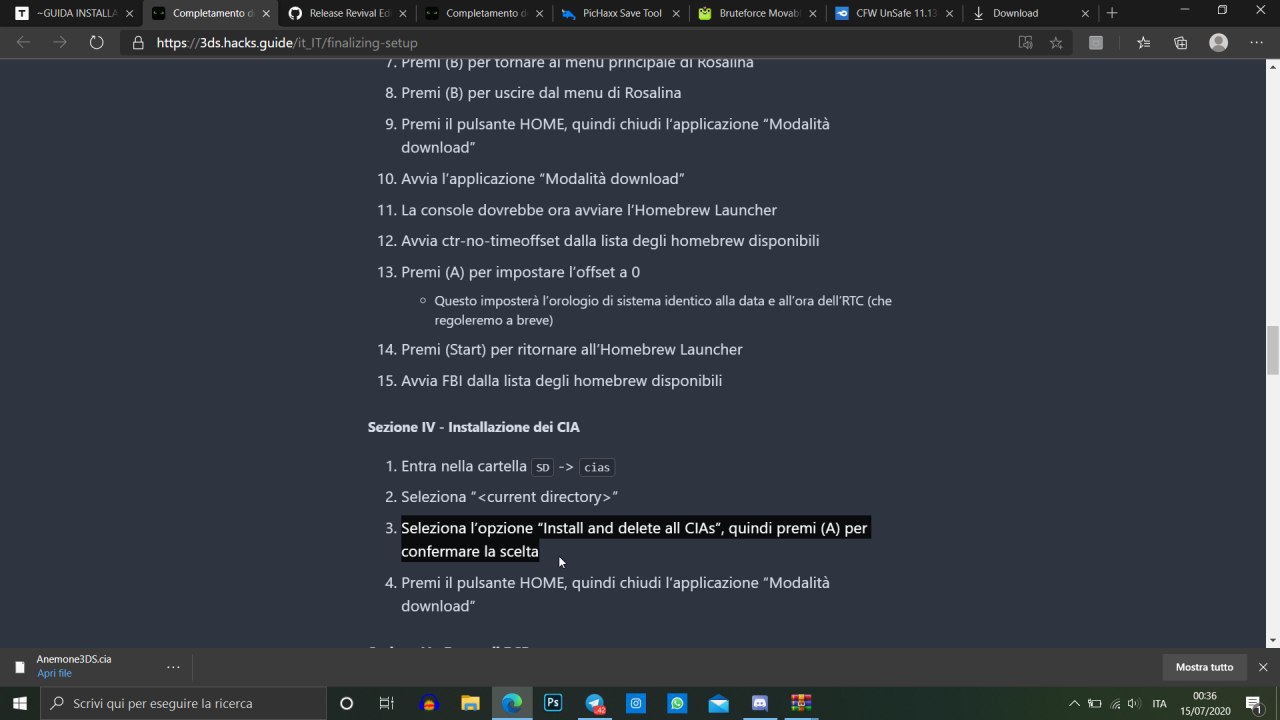 ~GUIDA INSTALLA
Completamento d
Release Revival Ed
Completamento d
PicHaxx Save Tool
Bruteforce Movab
CFW UnSafe 11.13
Download
https://3ds.hacks.guide/it_IT/finalizing-setup
7. Premi (B) per tornare al menu principale di Rosalina
8. Premi (B) per uscire dal menu di Rosalina
9. Premi il pulsante HOME, quindi chiudi l’applicazione “Modalità
download”
10. Avvia l’applicazione “Modalità download”
11. La console dovrebbe ora avviare l’Homebrew Launcher
12. Avvia ctr-no-timeoffset dalla lista degli homebrew disponibili
13. Premi (A) per impostare l’offset a 0
Questo imposterà l’orologio di sistema identico alla data e all’ora dell’RTC (che
regoleremo a breve)
14. Premi (Start) per ritornare all’Homebrew Launcher
15. Avvia FBI dalla lista degli homebrew disponibili
Sezione IV - Installazione dei CIA
1. Entra nella cartella SD -> cias
2. Seleziona “<current directory>”
3. Seleziona l’opzione “Install and delete all CIAs”, quindi premi (A) per
confermare la scelta
4. Premi il pulsante HOME, quindi chiudi l’applicazione “Modalità
download”
Anemone3DS.cia
Apri file
Mostra tutto
Scrivi qui per eseguire la ricerca
Ps
ITA
00:36
15/07/2020